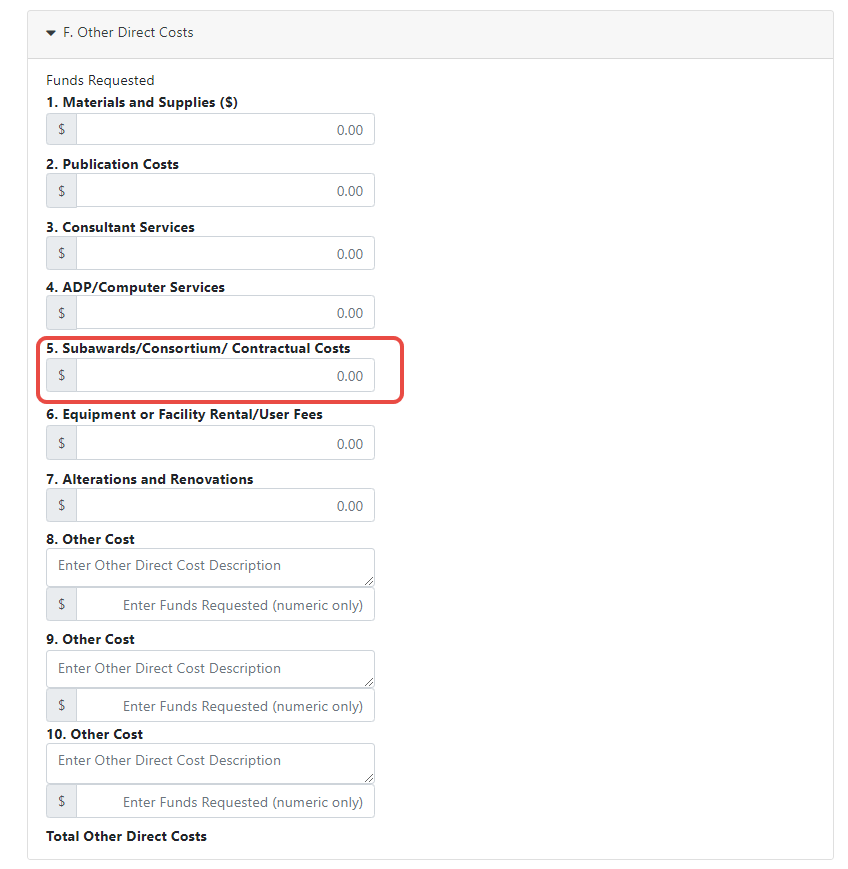 F. Other Direct Costs
Funds Requested
1. Materials and Supplies ($)
$ 0.00
2. Publication Costs
$ 0.00
3. Consultant Services
$ 0.00
4. ADP/Computer Services
$ 0.00
5. Subawards/Consortium/ Contractual Costs
$ 0.00
6. Equipment or Facility Rental/User Fees
$ 0.00
7. Alterations and Renovations
$ 0.00
8. Other Cost
Enter Other Direct Cost Description
$ Enter Funds Requested (numeric only)
9. Other Cost
Enter Other Direct Cost Description
$ Enter Funds Requested (numeric only)
10. Other Cost
Enter Other Direct Cost Description
$ Enter Funds Requested (numeric only)
Total Other Direct Costs